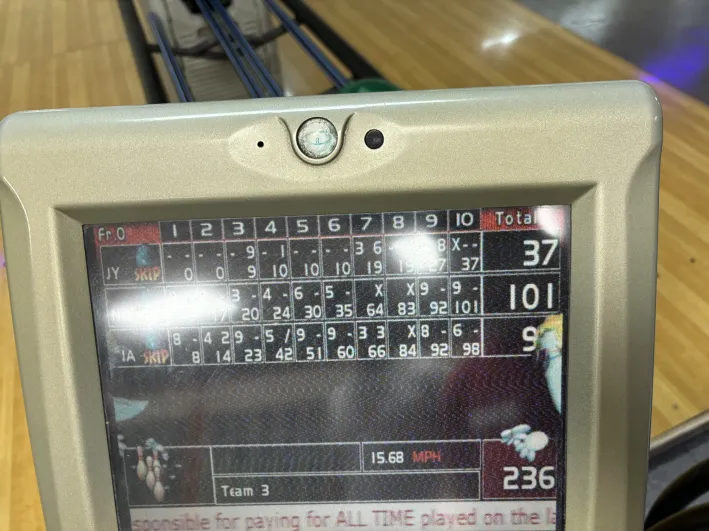 Fr.0 1 2 3 4 5 6 7 8 9 10 Total
- - - 9 - 1 - - 3 6 8 X - -
JY SKIP 0 0 9 10 10 10 19 19 27 37 37
3 - 4 - 6 - 5 - X X 9 - 9 -
17 20 24 30 35 64 83 92 101 101
8 - 4 2 9 - 5 / 9 - 9 - 3 3 X 8 - 6 -
IA SKIP 8 14 23 42 51 60 66 84 92 98
15.68 MPH
Team 3 236
sponsible for paying for ALL TIME played on the la